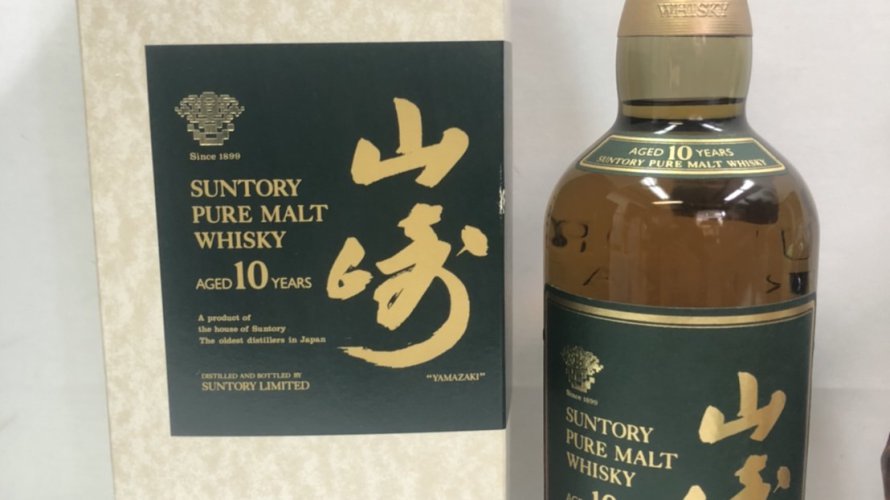 Since 1899
SUNTORY
PURE MALT
WHISKY
AGED 10 YEARS
A product of
the house of Suntory
The oldest distillers in Japan
DISTILLED AND BOTTLED BY
SUNTORY LIMITED
山崎
"YAMAZAKI"
WHISKY
AGED 10 YEARS
SUNTORY PURE MALT WHISKY
Since 1899
SUNTORY
PURE MALT
WHISKY
AGED 10
山